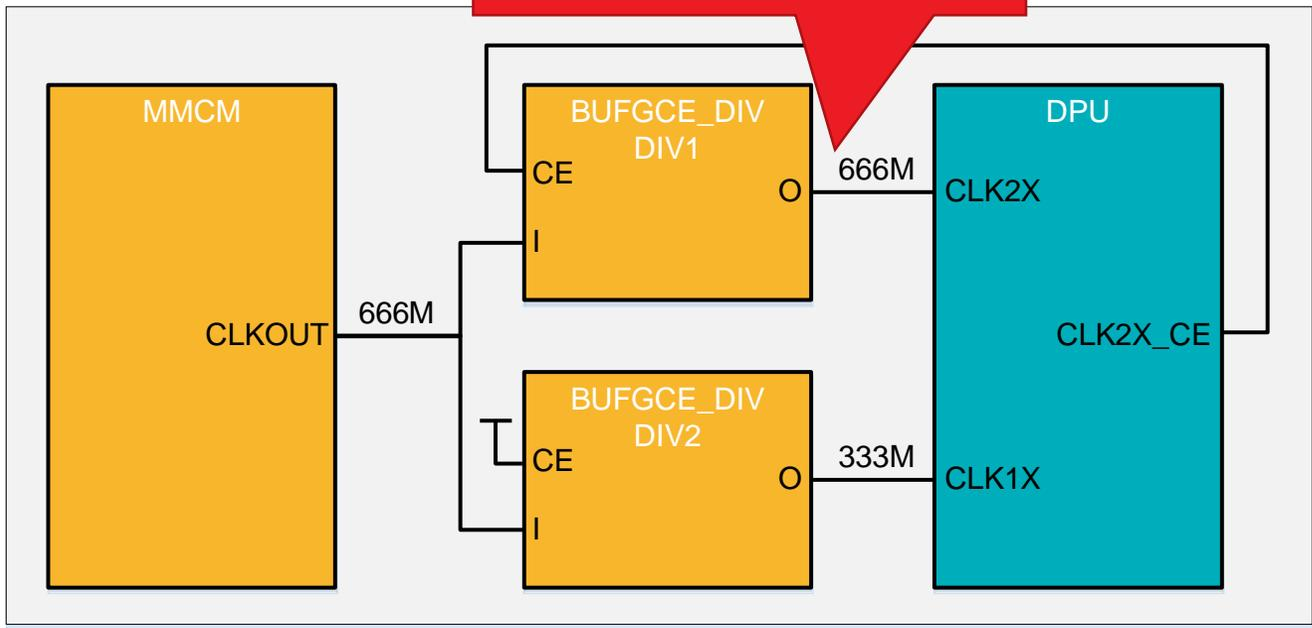 MMCM
CLKOUT
666M
BUFGCE_DIV
DIV1
CE
I
O
666M
BUFGCE_DIV
DIV2
CE
I
O
333M
DPU
CLK2X
CLK2X_CE
CLK1X